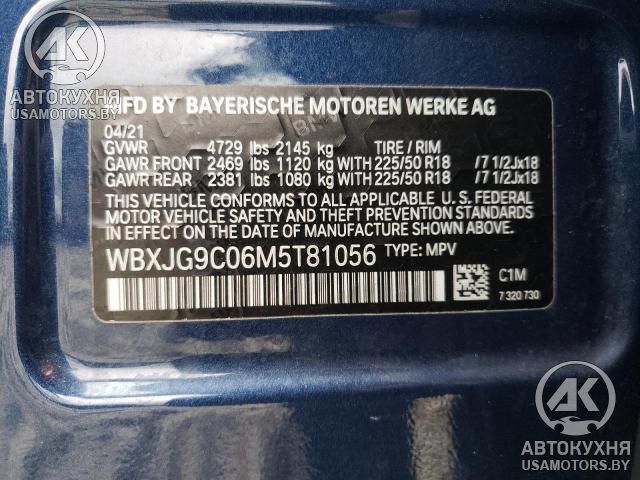 АВТОКУХНЯ
USAMOTORS.BY
MFD BY BAYERISCHE MOTOREN WERKE AG
04/21
GVWR 4729 lbs 2145 kg TIRE / RIM
GAWR FRONT 2469 lbs 1120 kg WITH 225/50 R18 /7 1/2Jx18
GAWR REAR 2381 lbs 1080 kg WITH 225/50 R18 /7 1/2Jx18
THIS VEHICLE CONFORMS TO ALL APPLICABLE U. S. FEDERAL
MOTOR VEHICLE SAFETY AND THEFT PREVENTION STANDARDS
IN EFFECT ON THE DATE OF MANUFACTURE SHOWN ABOVE.
WBXJG9C06M5T81056 TYPE: MPV
C1M
7 320 730
АК
АВТОКУХНЯ
USAMOTORS.BY